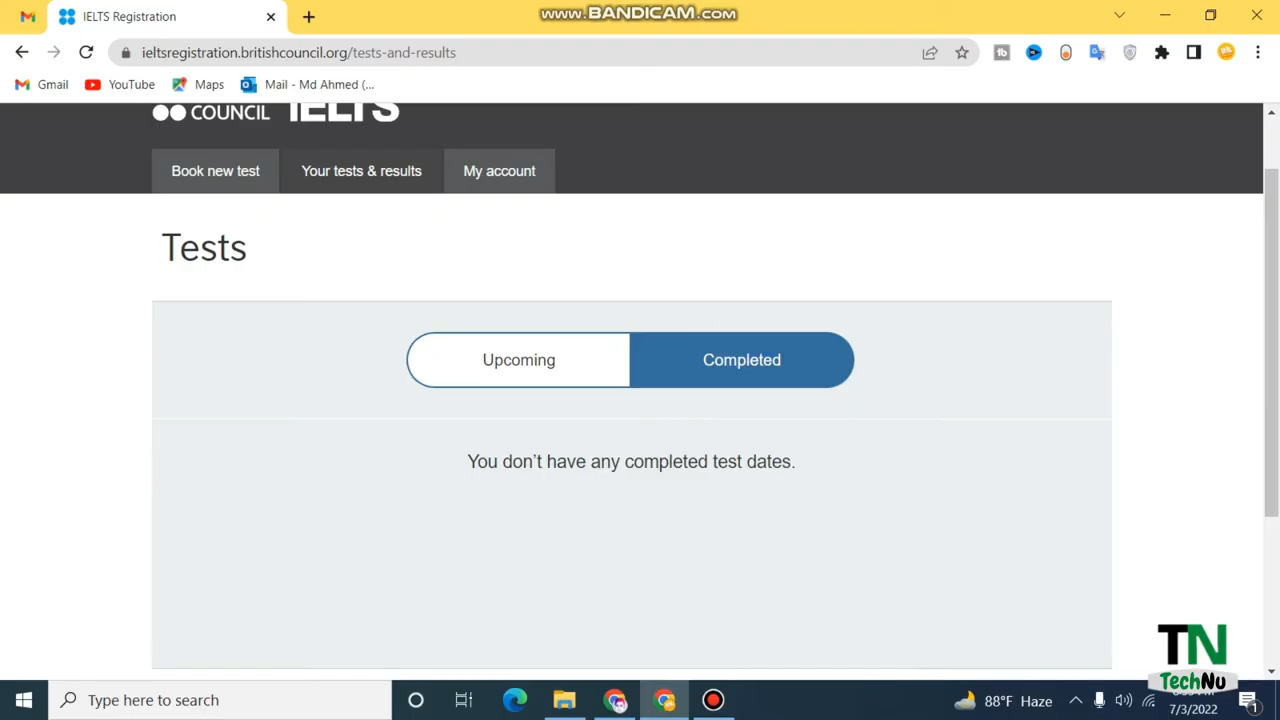 WWW.BANDICAM.COM
IELTS Registration
ieltsregistration.britishcouncil.org/tests-and-results
Gmail YouTube Maps Mail - Md Ahmed (...
COUNCIL IELTS
Book new test Your tests & results My account
Tests
Upcoming Completed
You don't have any completed test dates.
TN
TechNu
Type here to search 88°F Haze
7/3/2022 1